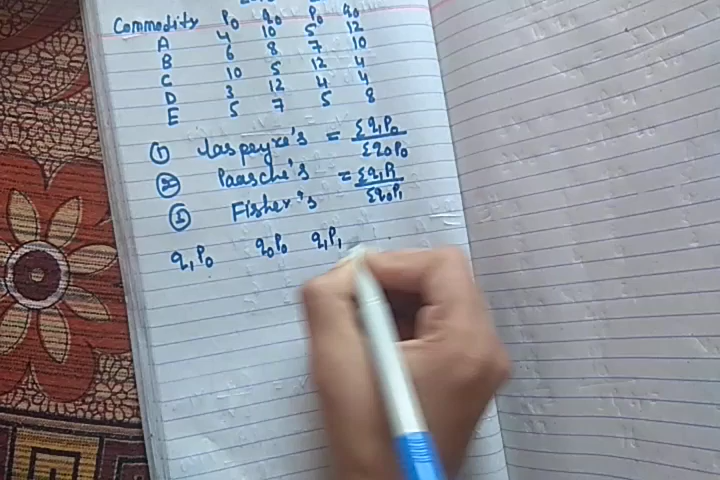 Commodity P0 q0 P0 q0
A 4 10 5 12
B 6 8 7 10
C 10 5 12 4
D 3 12 4 4
E 5 7 5 8
① Laspeyre's = Σq1P0 / Σq0P0
② Paasche's = Σq1P1 / Σq0P1
③ Fisher's
q1P0 q0P0 q1P1